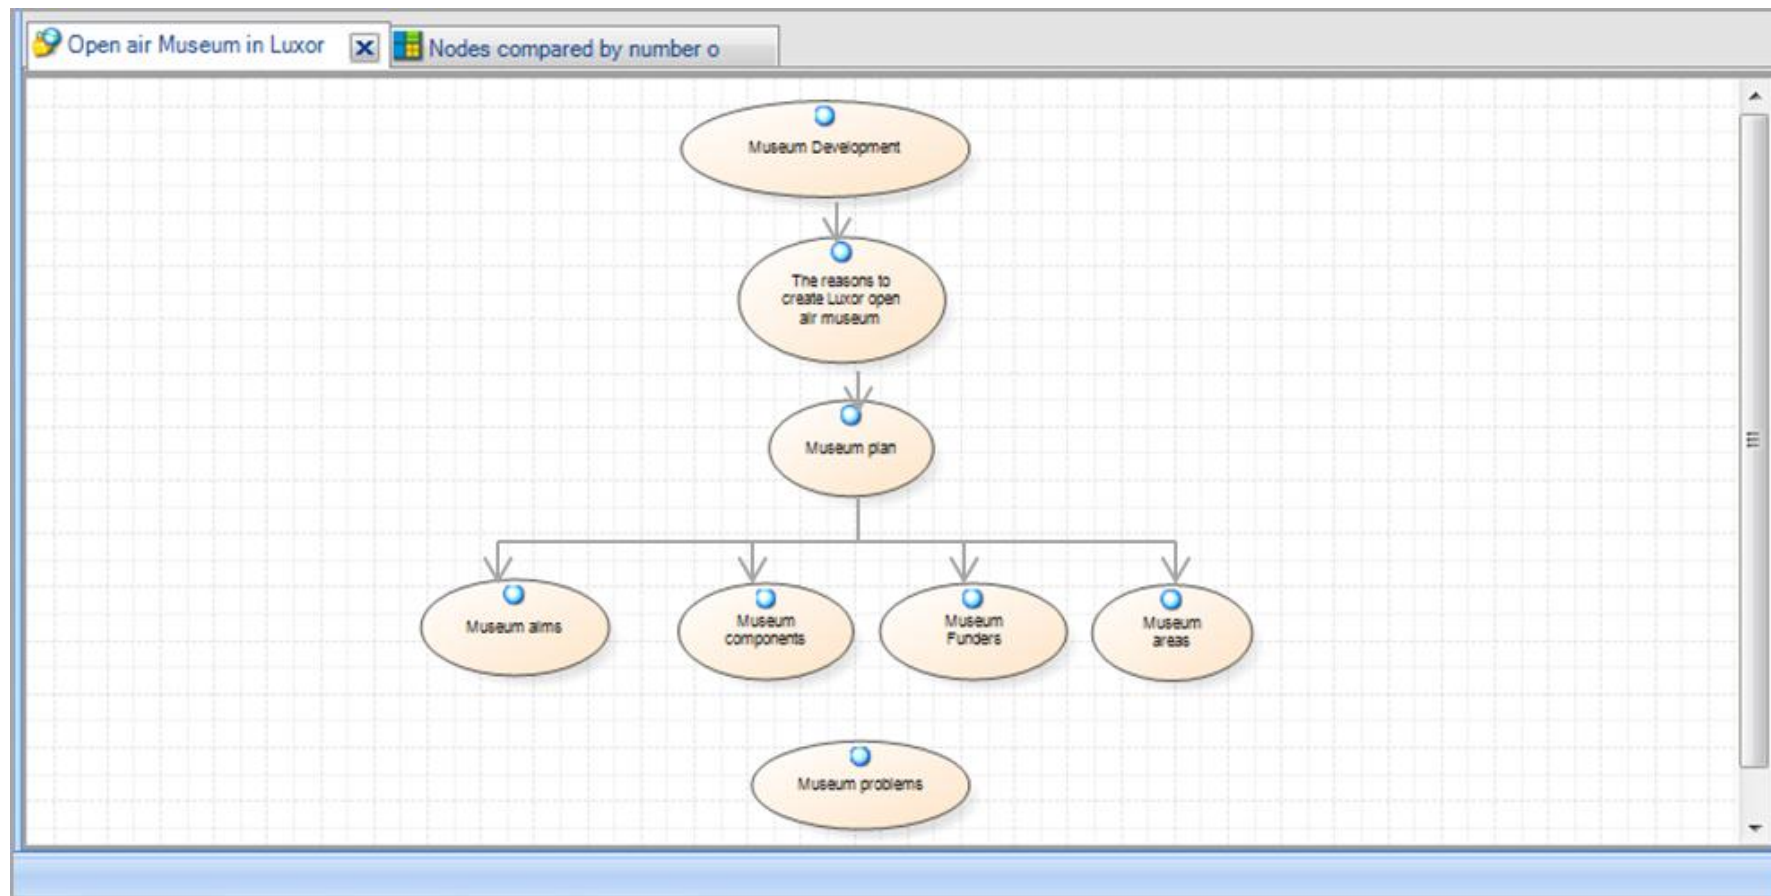 Open air Museum in Luxor
Nodes compared by number o
Museum Development
The reasons to
create Luxor open
air museum
Museum plan
Museum aims
Museum
components
Museum
Funders
Museum
areas
Museum problems